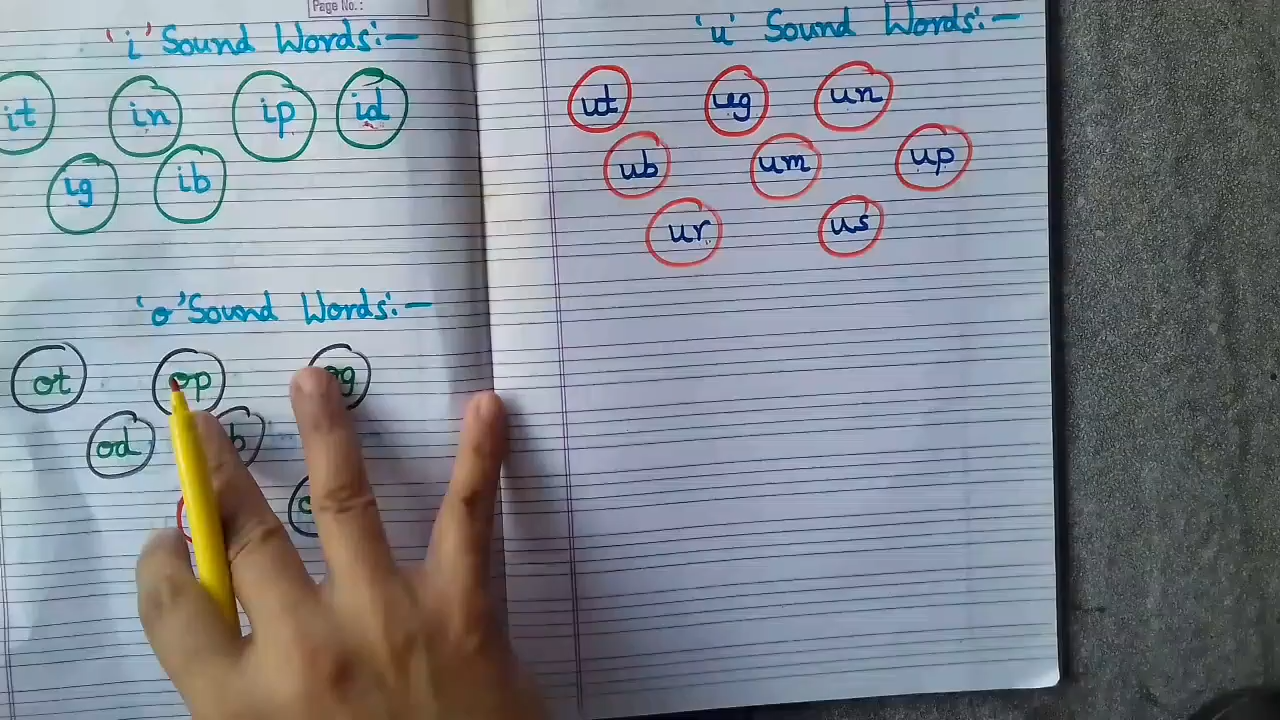 Page No.:
'i' Sound Words:-
it in ip id
ig ib
'o' Sound Words:-
ot op og
od
'u' Sound Words:-
ut ug un
ub um up
ur us